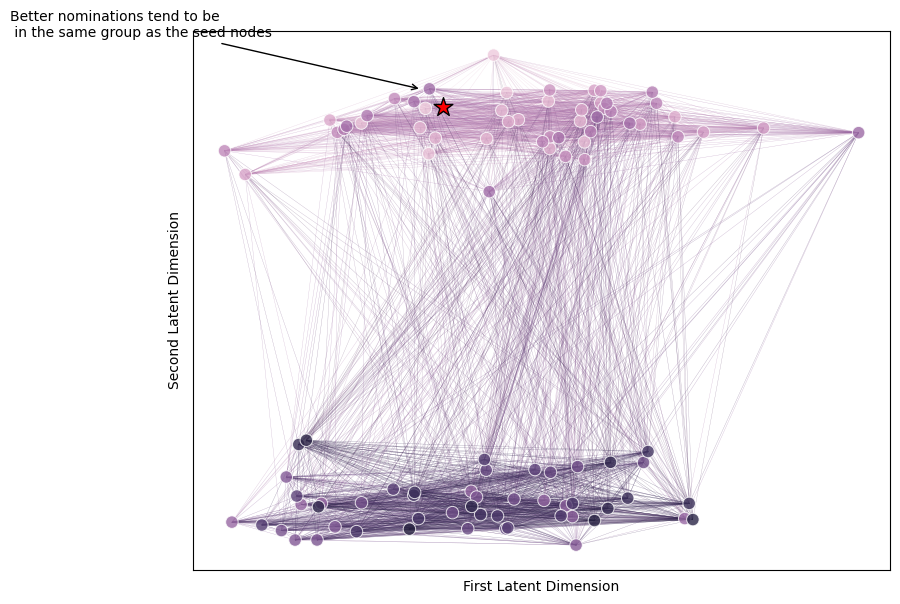 Better nominations tend to be
in the same group as the seed nodes
Second Latent Dimension
First Latent Dimension